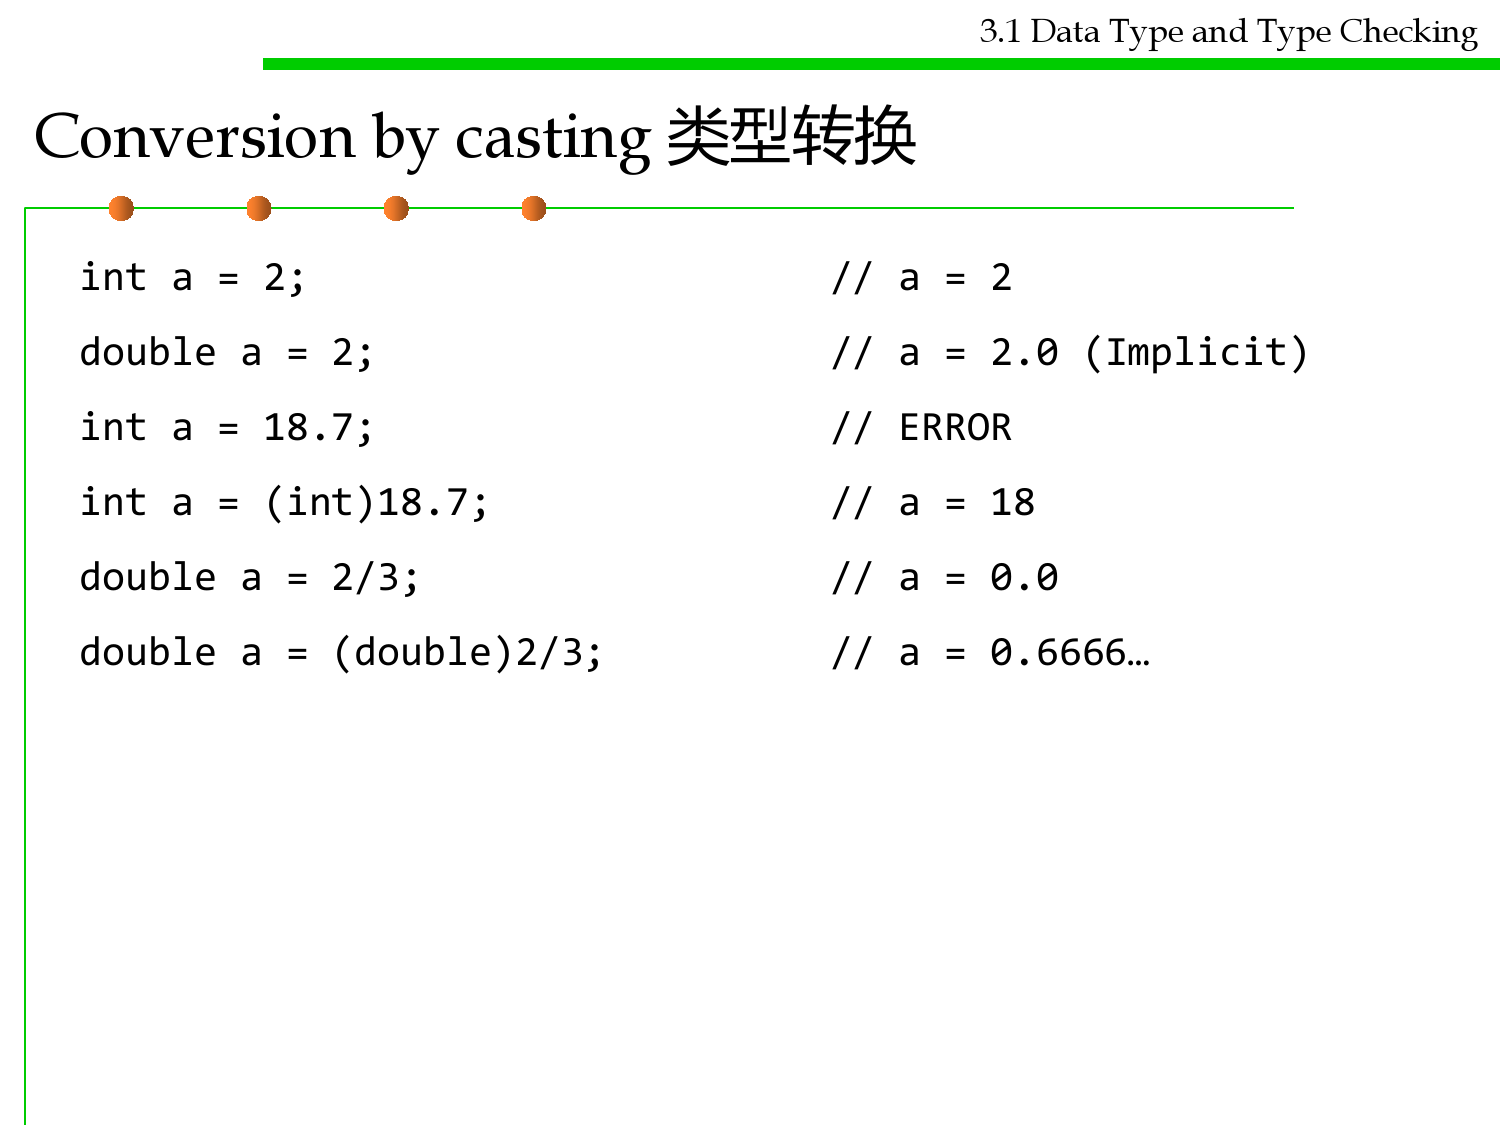 3.1 Data Type and Type Checking
Conversion by casting 类型转换
int a = 2; // a = 2
double a = 2; // a = 2.0 (Implicit)
int a = 18.7; // ERROR
int a = (int)18.7; // a = 18
double a = 2/3; // a = 0.0
double a = (double)2/3; // a = 0.6666…